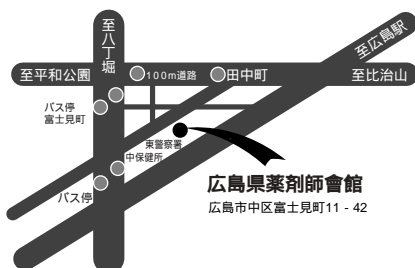 至八丁堀
至広島駅
至平和公園
100m道路
田中町
至比治山
バス停
富士見町
東警察署
中保健所
バス停
広島県薬剤師會館
広島市中区富士見町11 - 42